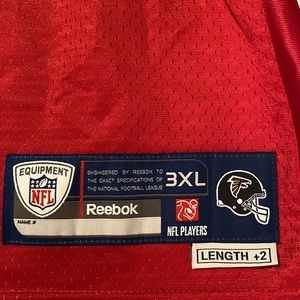 EQUIPMENT
NFL
NAME #
ENGINEERED BY REEBOK TO
THE EXACT SPECIFICATIONS OF
THE NATIONAL FOOTBALL LEAGUE
Reebok
3XL
NFL PLAYERS
LENGTH +2